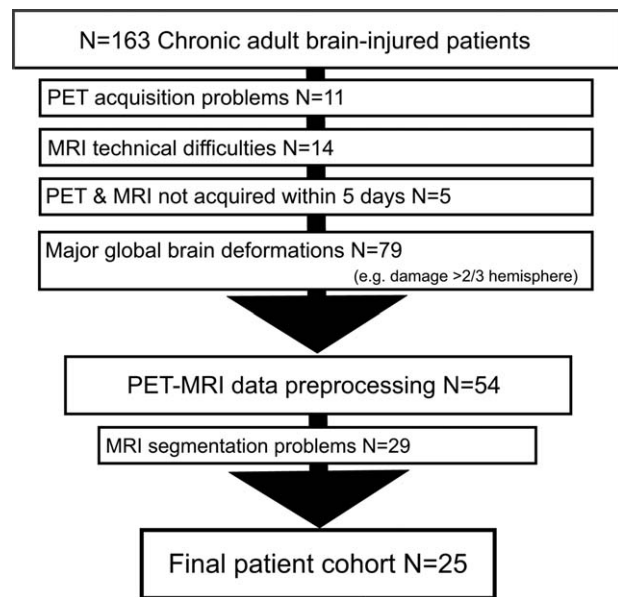 N=163 Chronic adult brain-injured patients
PET acquisition problems N=11
MRI technical difficulties N=14
PET & MRI not acquired within 5 days N=5
Major global brain deformations N=79
(e.g. damage >2/3 hemisphere)
PET-MRI data preprocessing N=54
MRI segmentation problems N=29
Final patient cohort N=25